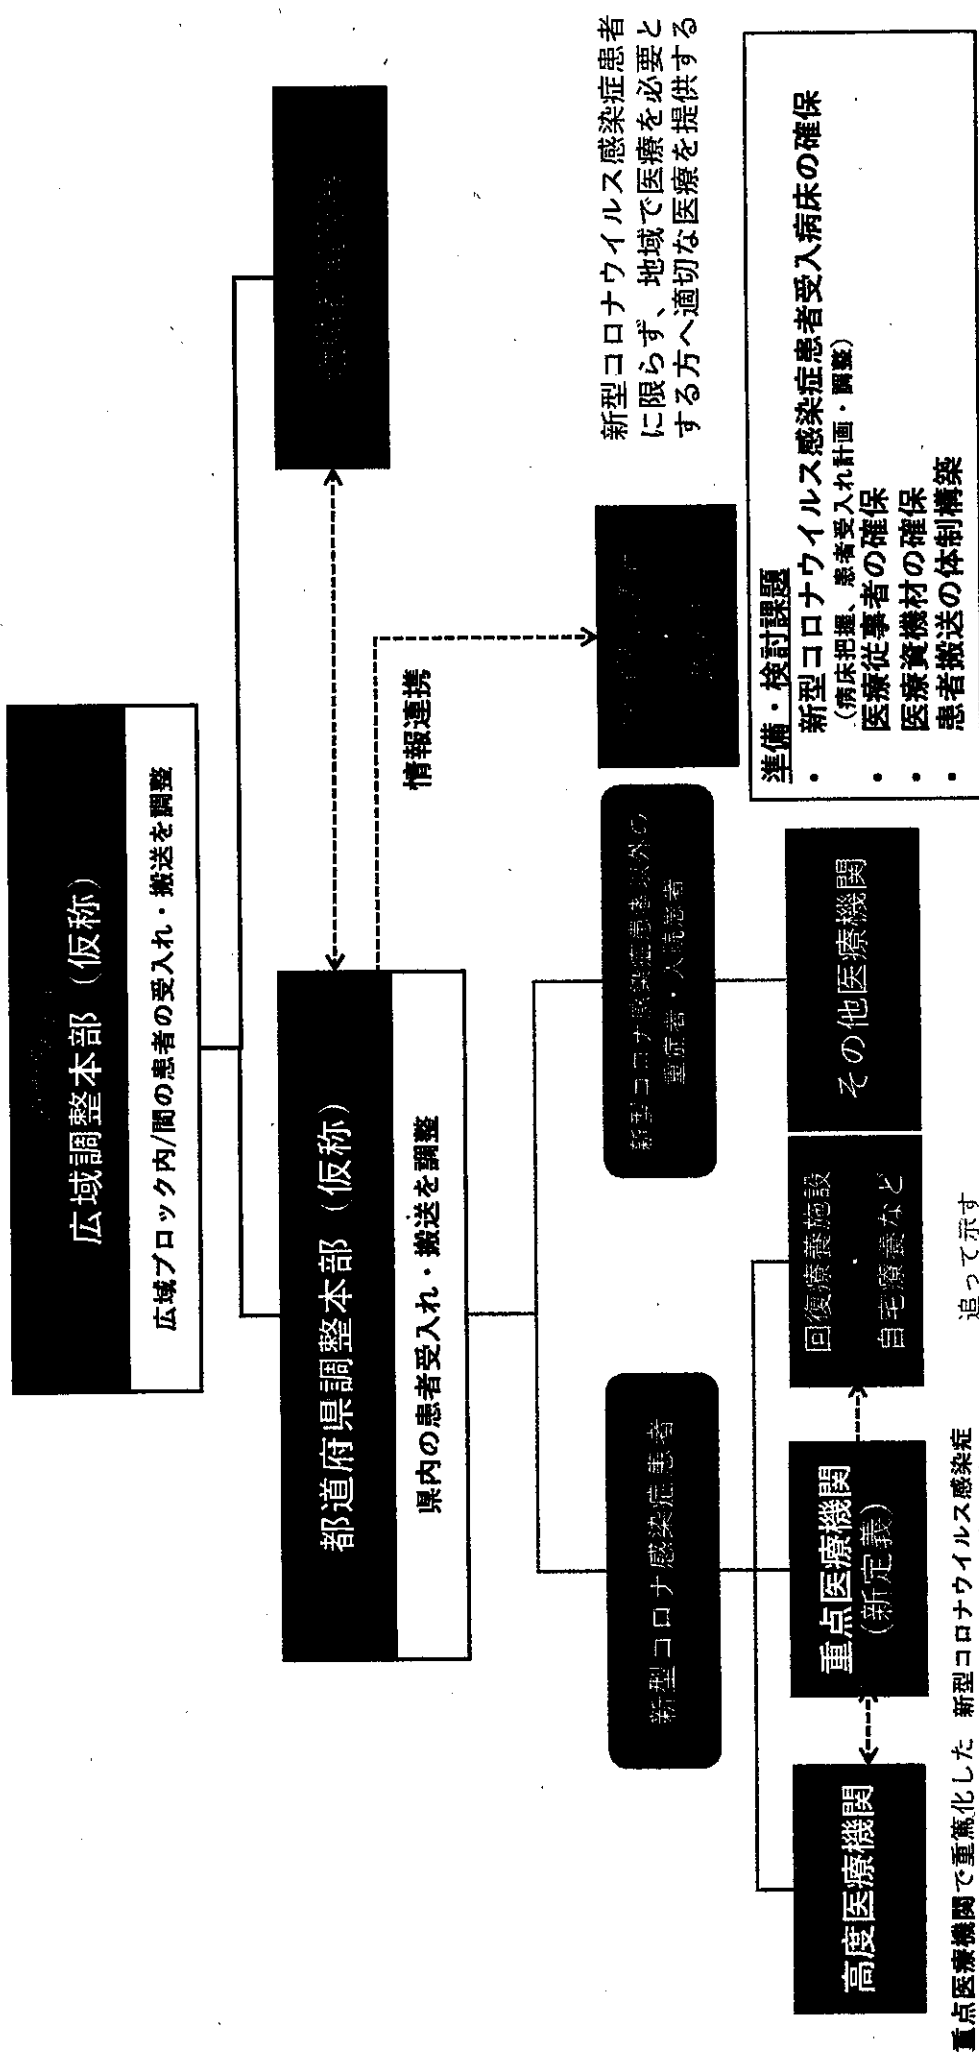 広域調整本部（仮称）
広域ブロック内/間の患者の受入れ・搬送を調整
都道府県調整本部（仮称）
県内の患者受入れ・搬送を調整
情報連携
新型コロナ感染症患者
新型コロナ感染症患者以外の
重症者・入院患者
高度医療機関
重点医療機関
（新定義）
回復療養施設
・
自宅療養など
その他医療機関
重点医療機関で重篤化した
新型コロナウイルス感染症
追って示す
新型コロナウイルス感染症患者
に限らず、地域で医療を必要と
する方へ適切な医療を提供する
準備・検討課題
・ 新型コロナウイルス感染症患者受入病床の確保
（病床把握、患者受入れ計画・調整）
・ 医療従事者の確保
・ 医療資機材の確保
・ 患者搬送の体制構築